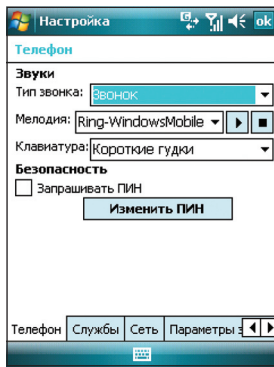 Настройка ok
Телефон
Звуки
Тип звонка: Звонок
Мелодия: Ring-WindowsMobile
Клавиатура: Короткие гудки
Безопасность
Запрашивать ПИН
Изменить ПИН
Телефон Службы Сеть Параметры